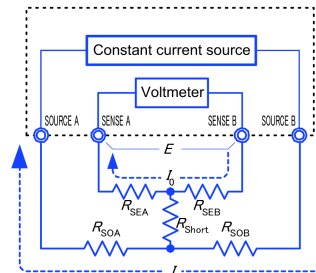 Constant current source
Voltmeter
SOURCE A
SENSE A
SENSE B
SOURCE B
E
I0
RSEA
RSEB
RShort
RSOA
RSOB
I